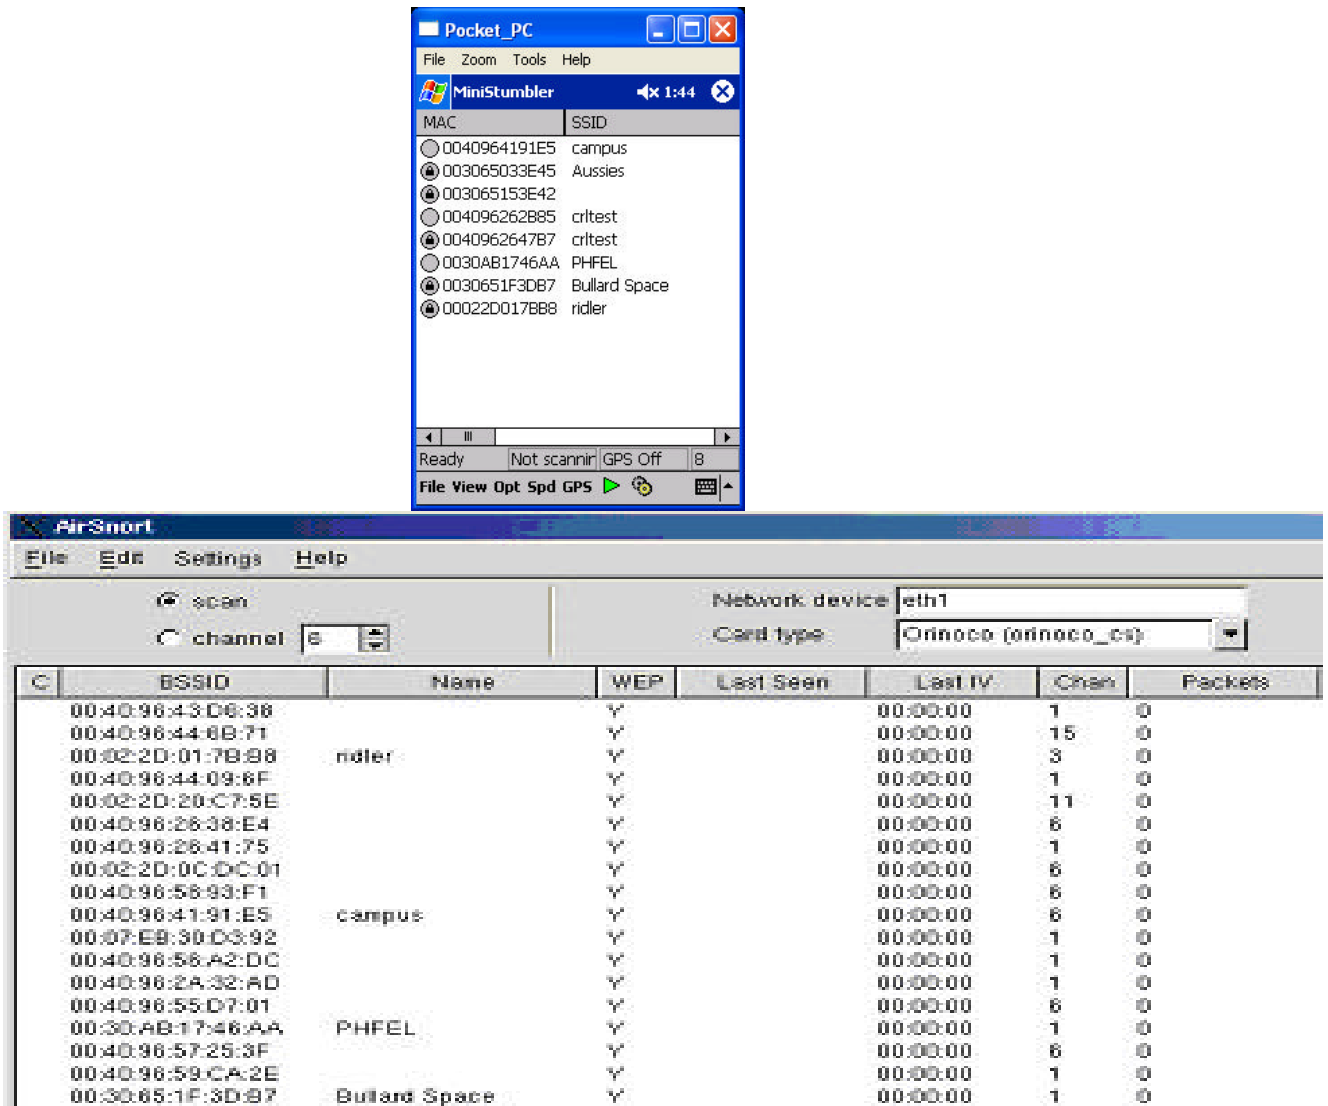 Pocket_PC
File Zoom Tools Help
MiniStumbler 1:44
MAC SSID
0040964191E5 campus
003065033E45 Aussies
003065153E42
004096262B85 crltest
0040962647B7 crltest
0030AB1746AA PHFEL
0030651F3DB7 Bullard Space
00022D017BB8 ridler
Ready Not scannin GPS Off 8
File View Opt Spd GPS
AirSnort
File Edit Settings Help
scan Network device eth1
channel 6 Card type Orinoco (orinoco_cs)
C BSSID Name WEP Last Seen Last IV Chan Packets
00:40:96:43:D6:38 Y 00:00:00 1 0
00:40:96:44:6B:71 Y 00:00:00 15 0
00:02:2D:01:7B:B8 ridler Y 00:00:00 3 0
00:40:96:44:09:6F Y 00:00:00 1 0
00:02:2D:20:C7:5E Y 00:00:00 11 0
00:40:96:26:38:E4 Y 00:00:00 6 0
00:40:96:26:41:75 Y 00:00:00 1 0
00:02:2D:0C:DC:01 Y 00:00:00 6 0
00:40:96:56:93:F1 Y 00:00:00 6 0
00:40:96:41:91:E5 campus Y 00:00:00 6 0
00:07:EB:30:D3:92 Y 00:00:00 1 0
00:40:96:56:A2:DC Y 00:00:00 1 0
00:40:96:2A:32:AD Y 00:00:00 1 0
00:40:96:55:D7:01 Y 00:00:00 6 0
00:30:AB:17:46:AA PHFEL Y 00:00:00 1 0
00:40:96:57:25:3F Y 00:00:00 6 0
00:40:96:59:CA:2E Y 00:00:00 1 0
00:30:65:1F:3D:B7 Bullard Space Y 00:00:00 1 0